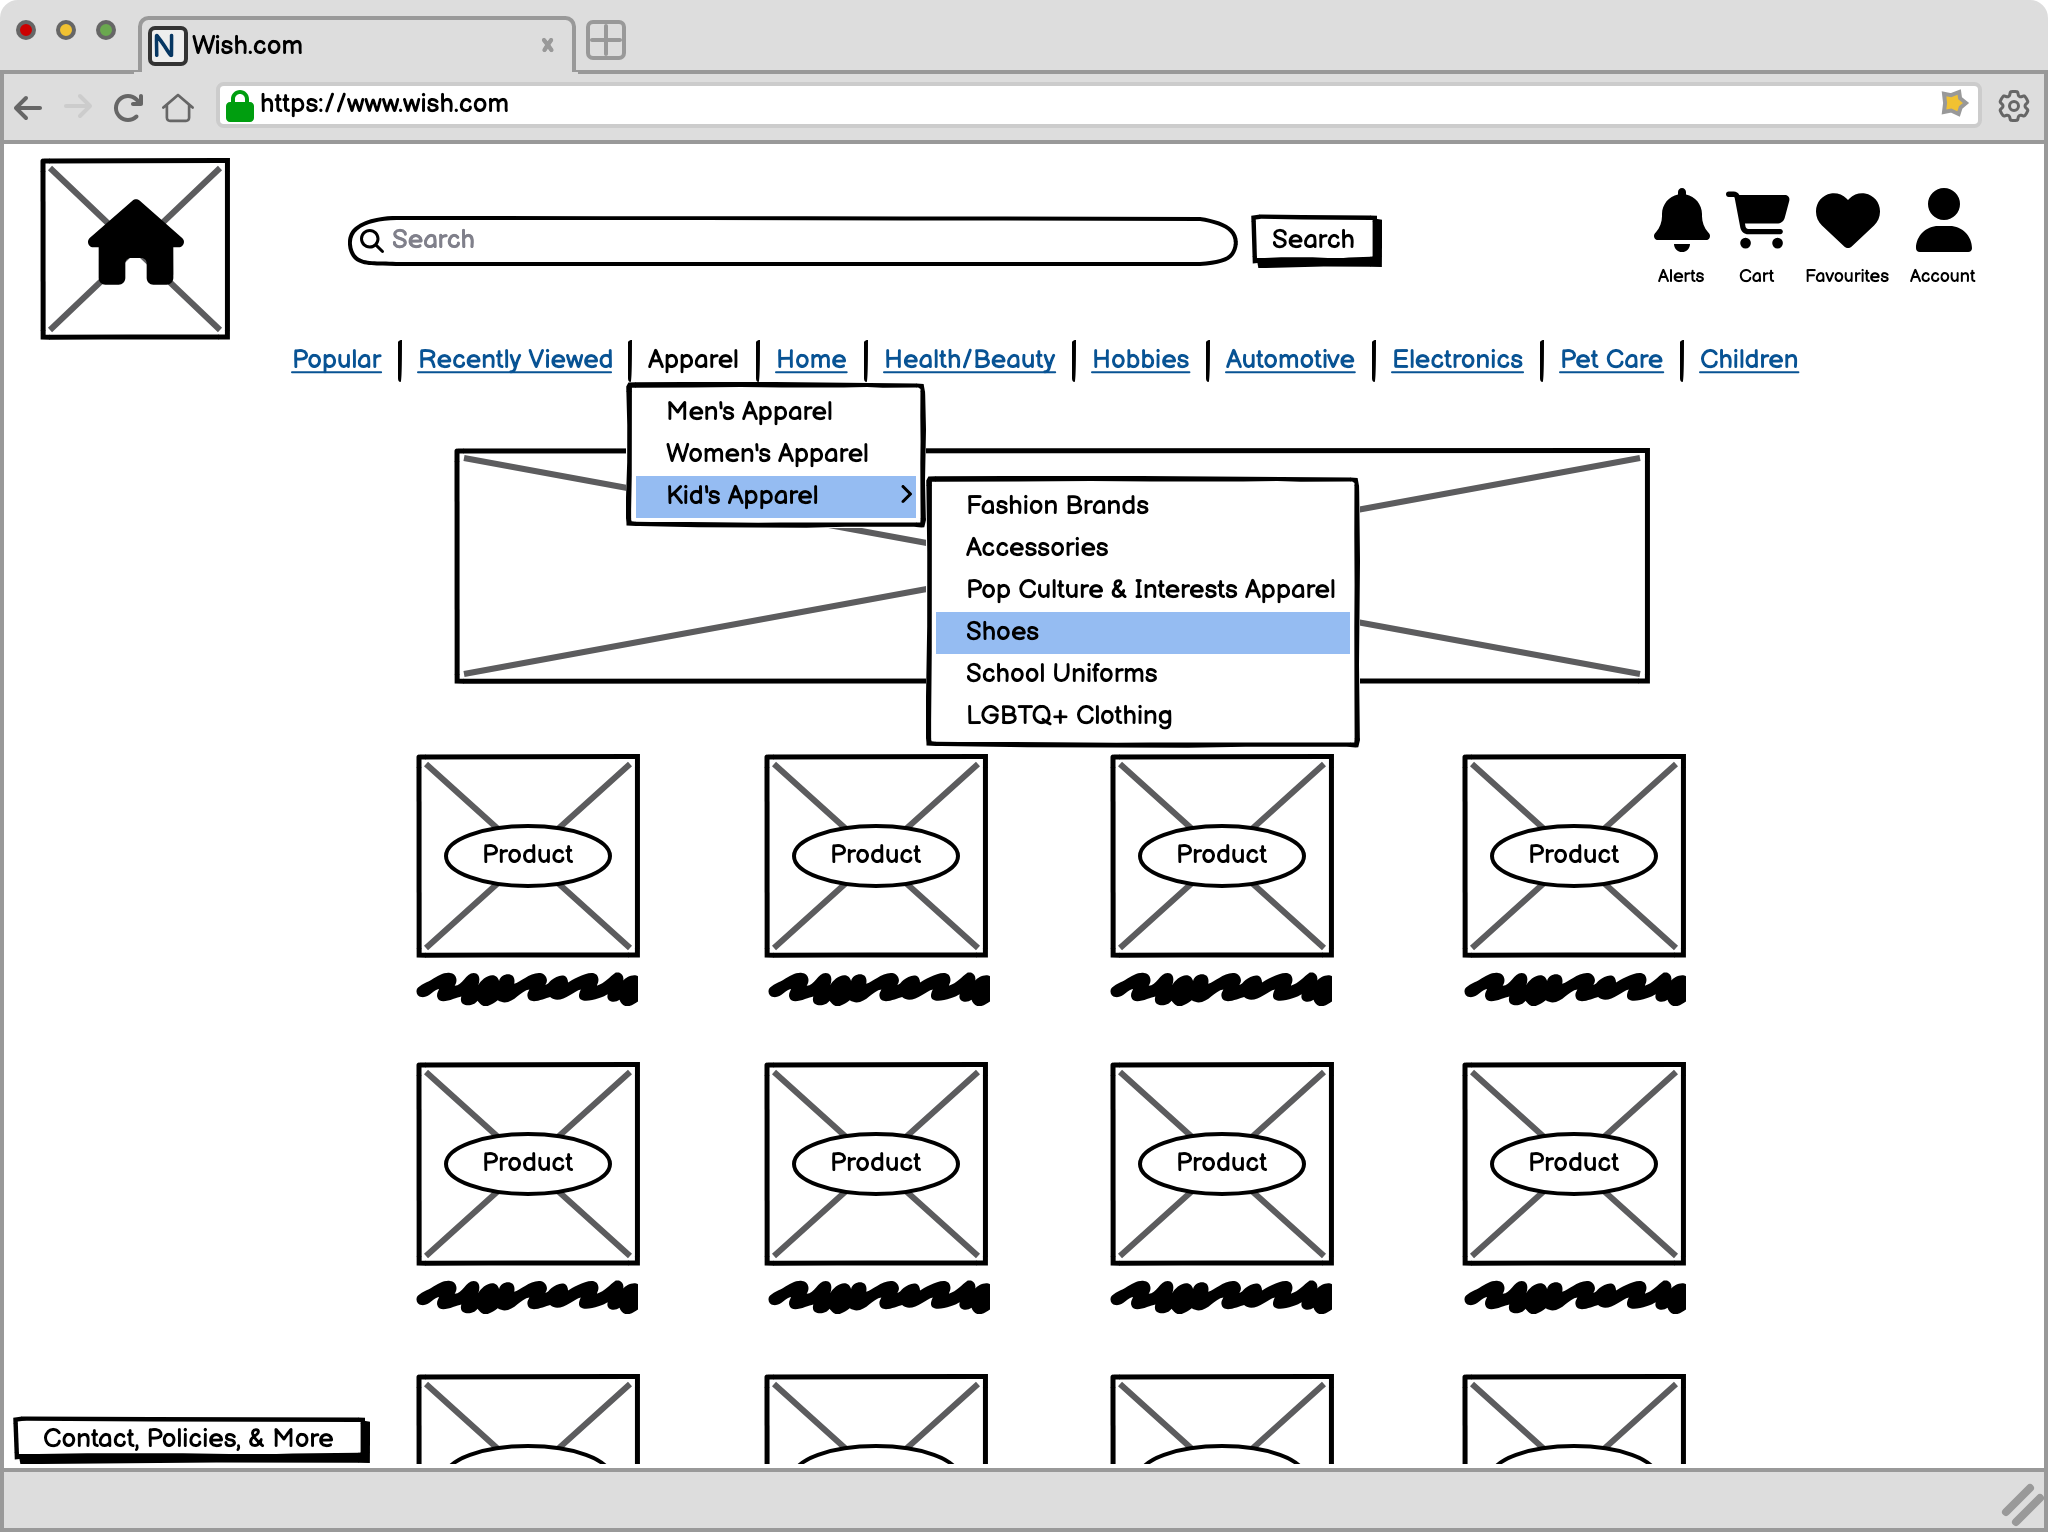 N Wish.com x
https://www.wish.com
Search
Search
Alerts Cart Favourites Account
Popular Recently Viewed Apparel Home Health/Beauty Hobbies Automotive Electronics Pet Care Children
Men's Apparel
Women's Apparel
Kid's Apparel
Fashion Brands
Accessories
Pop Culture & Interests Apparel
Shoes
School Uniforms
LGBTQ+ Clothing
Product Product Product Product
Product Product Product Product
Contact, Policies, & More